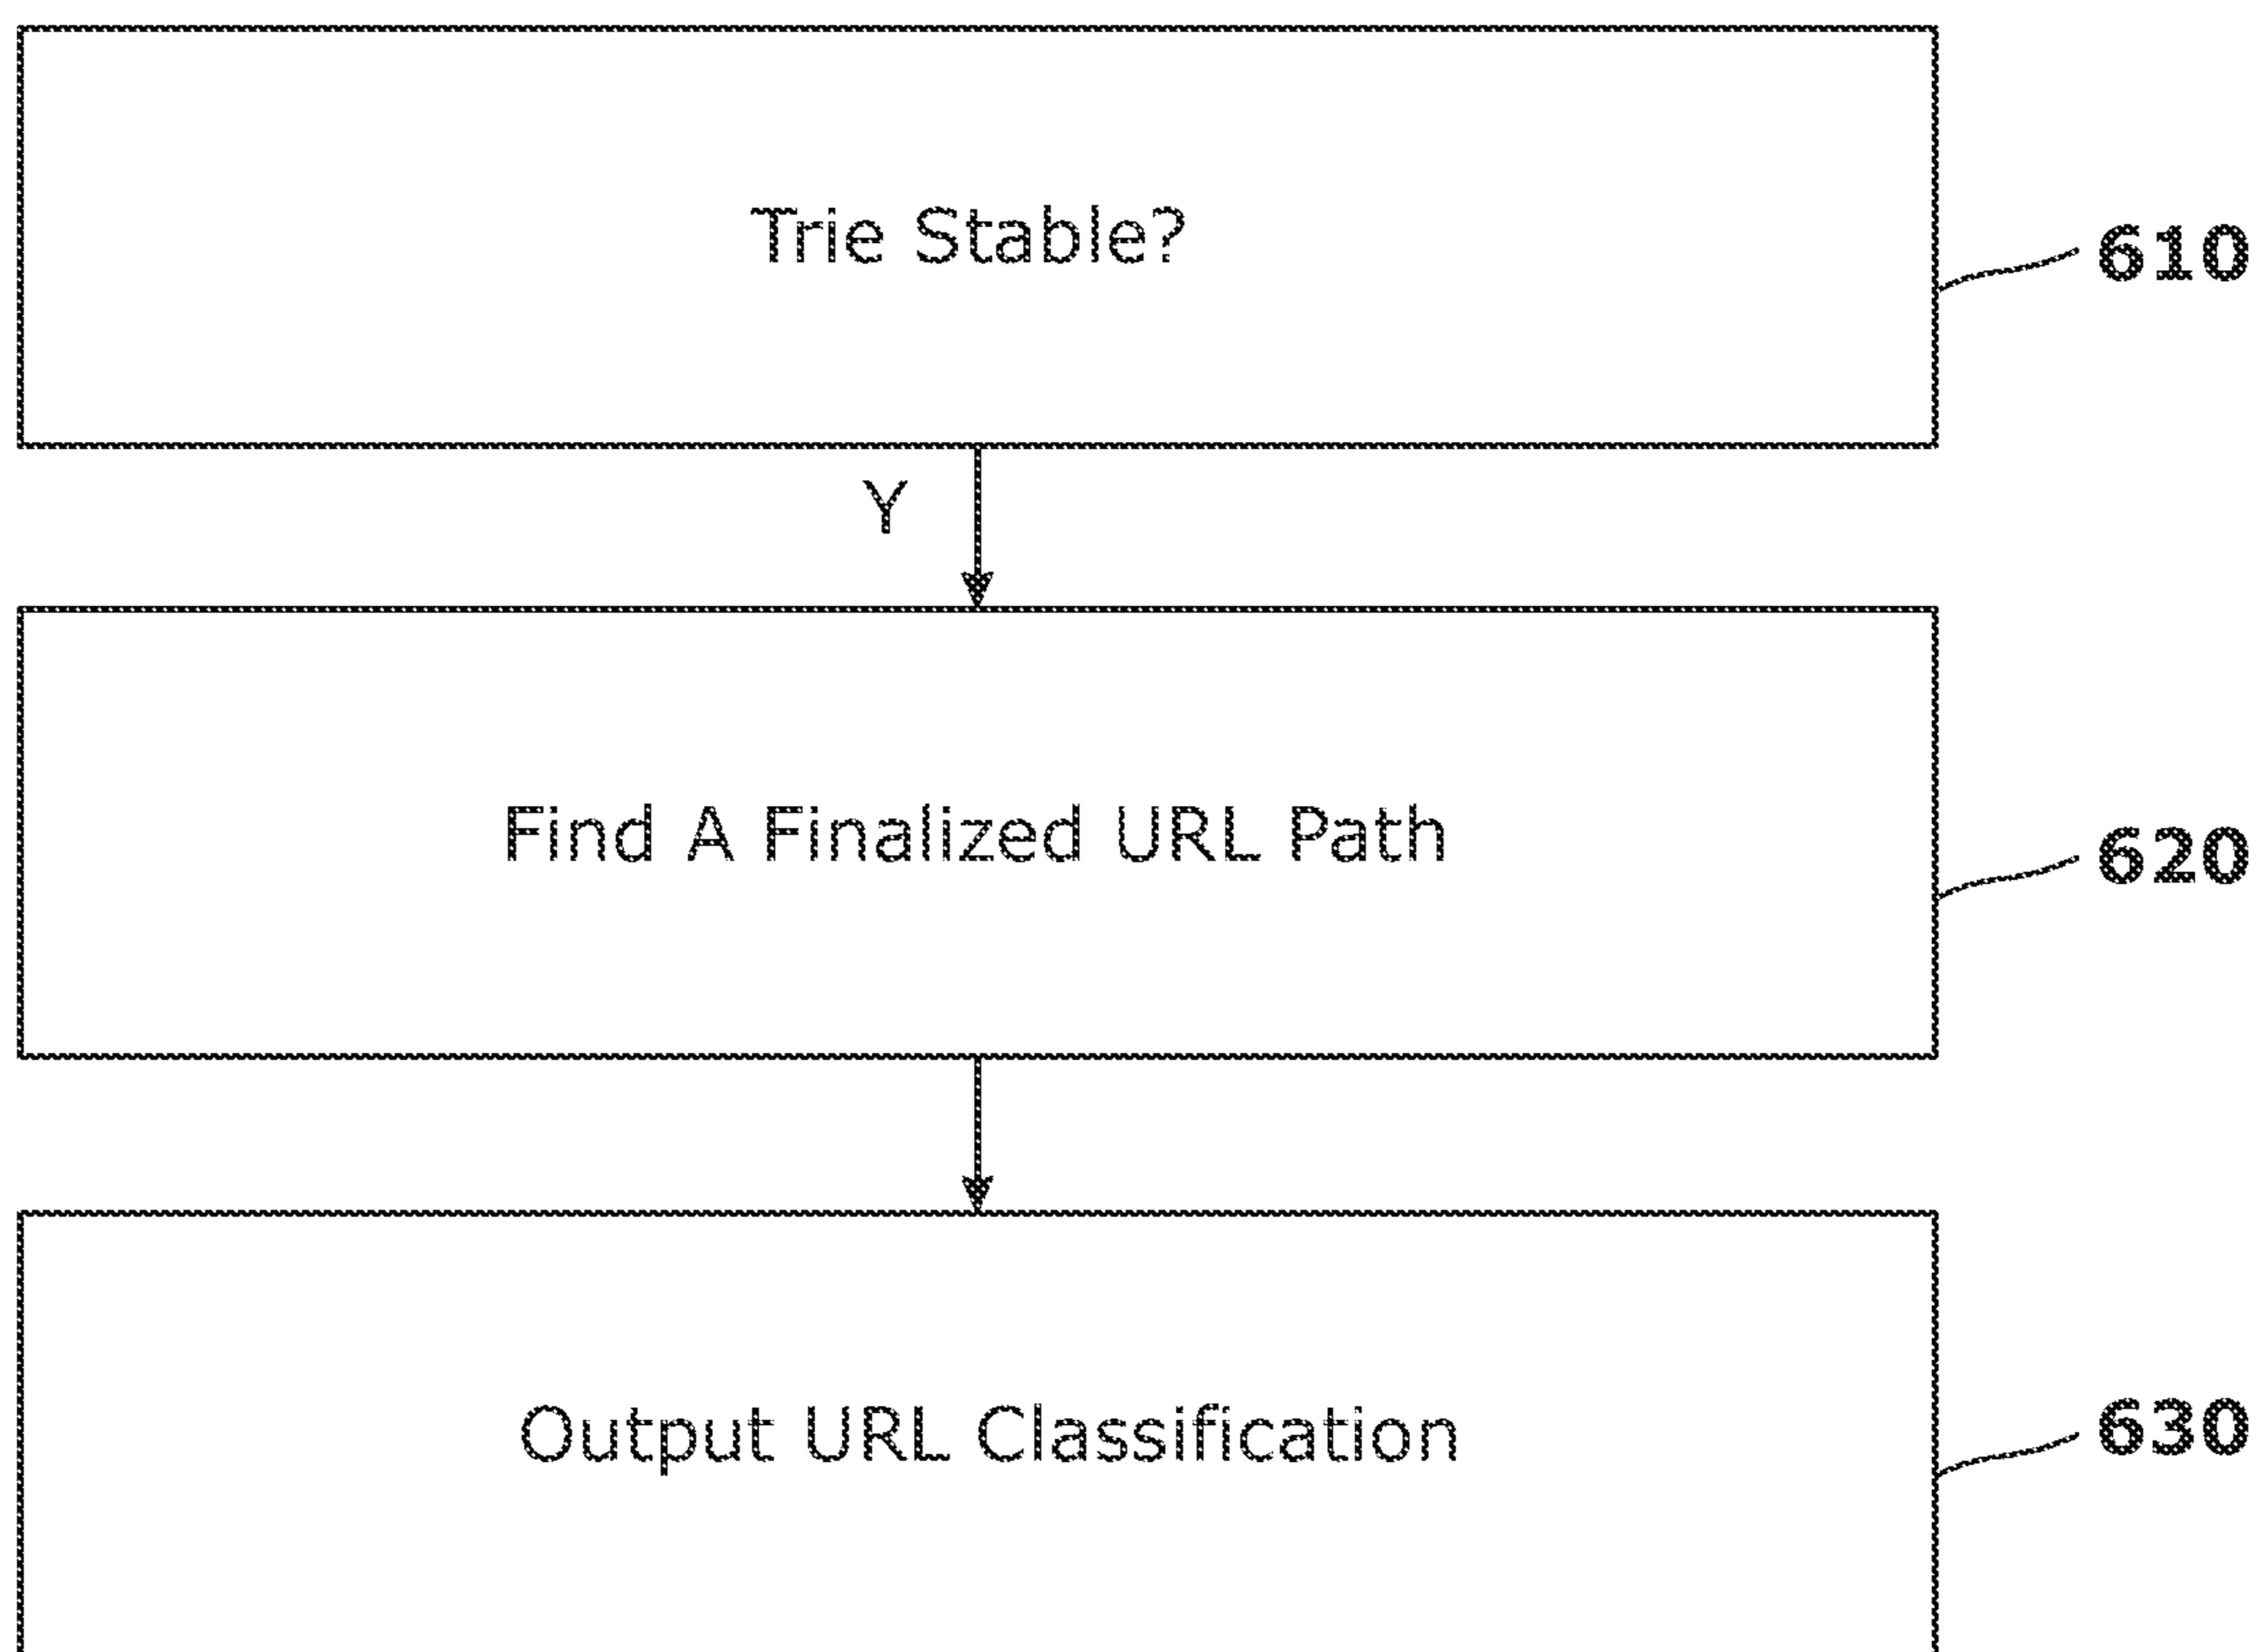 Trie Stable?
610
Y
Find A Finalized URL Path
620
Output URL Classification
630